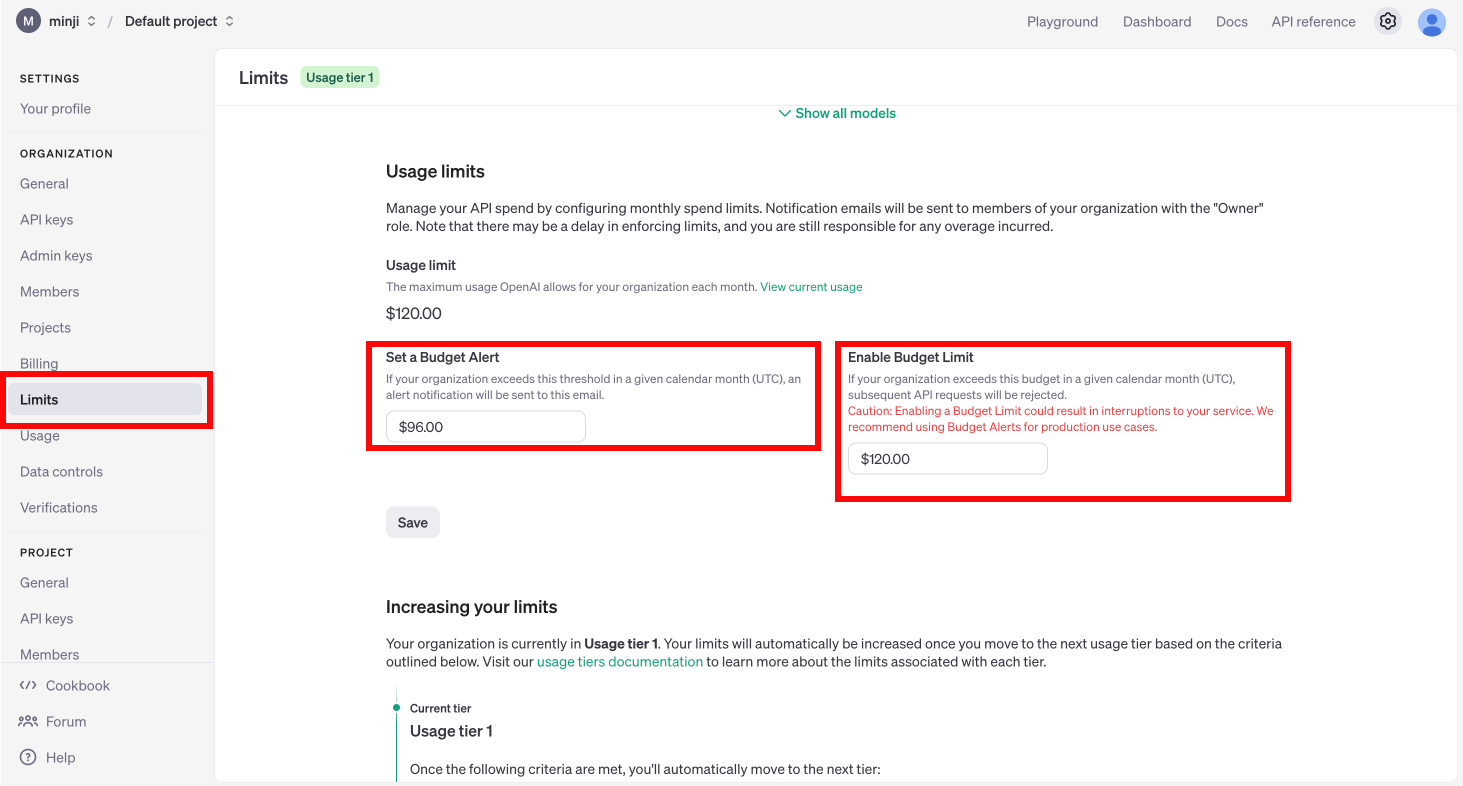 M minji / Default project
Playground Dashboard Docs API reference
SETTINGS
Your profile
ORGANIZATION
General
API keys
Admin keys
Members
Projects
Billing
Limits
Usage
Data controls
Verifications
PROJECT
General
API keys
Members
Cookbook
Forum
Help
Limits Usage tier 1
Show all models
Usage limits
Manage your API spend by configuring monthly spend limits. Notification emails will be sent to members of your organization with the "Owner"
role. Note that there may be a delay in enforcing limits, and you are still responsible for any overage incurred.
Usage limit
The maximum usage OpenAI allows for your organization each month. View current usage
$120.00
Set a Budget Alert
If your organization exceeds this threshold in a given calendar month (UTC), an
alert notification will be sent to this email.
$96.00
Enable Budget Limit
If your organization exceeds this budget in a given calendar month (UTC),
subsequent API requests will be rejected.
Caution: Enabling a Budget Limit could result in interruptions to your service. We
recommend using Budget Alerts for production use cases.
$120.00
Save
Increasing your limits
Your organization is currently in Usage tier 1. Your limits will automatically be increased once you move to the next usage tier based on the criteria
outlined below. Visit our usage tiers documentation to learn more about the limits associated with each tier.
Current tier
Usage tier 1
Once the following criteria are met, you'll automatically move to the next tier: